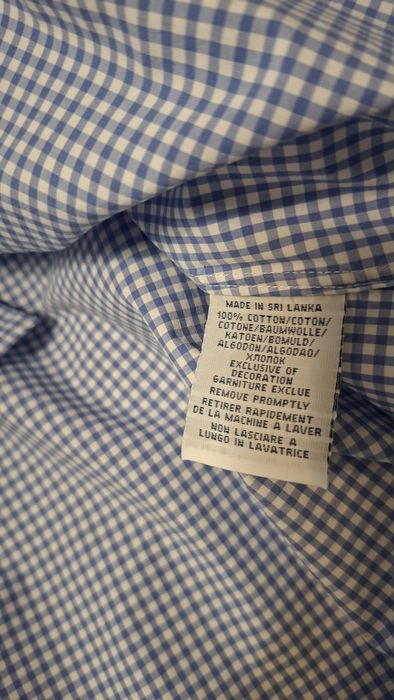 MADE IN SRI LANKA
100% COTTON/COTON/
COTONE/BAUMWOLLE/
KATOEN/BOMULD/
ALGODON/ALGODAO/
ХЛОПОК
EXCLUSIVE OF
DECORATION
GARNITURE EXCLUE
REMOVE PROMPTLY
RETIRER RAPIDEMENT
DE LA MACHINE A LAVER
NON LASCIARE A
LUNGO IN LAVATRICE